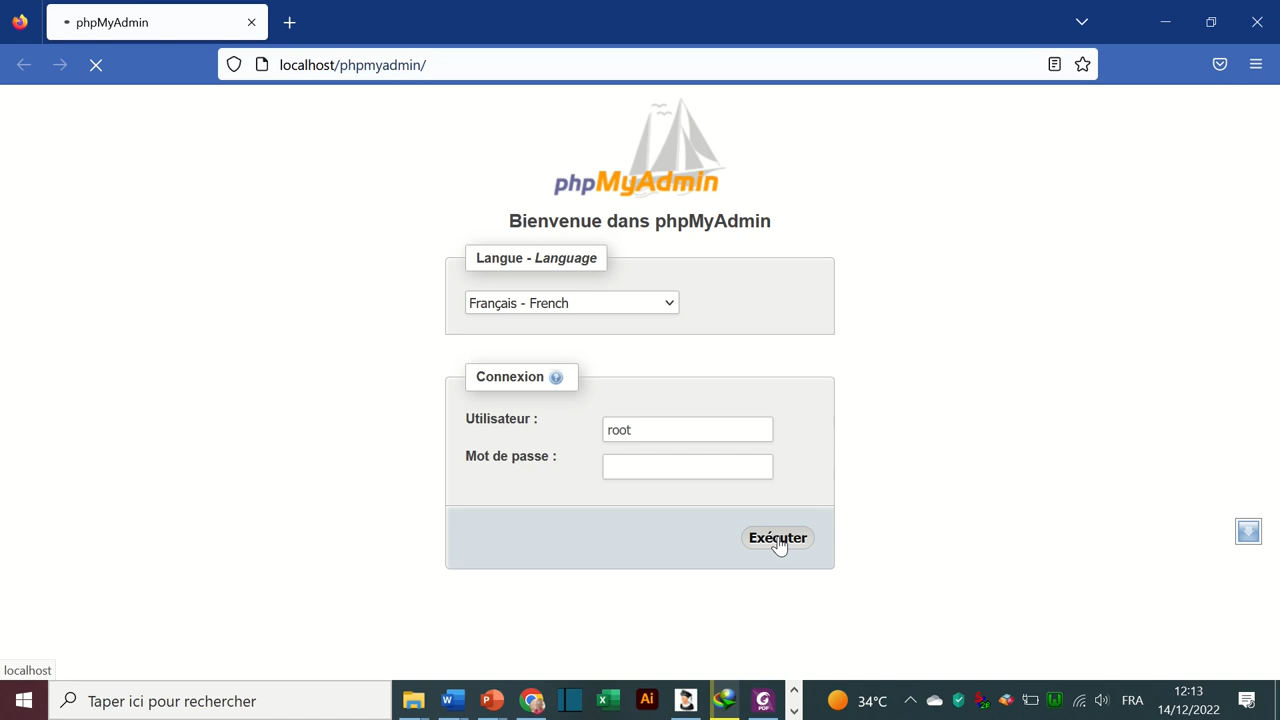 phpMyAdmin
localhost/phpmyadmin/
phpMyAdmin
Bienvenue dans phpMyAdmin
Langue - Language
Français - French
Connexion
Utilisateur :
root
Mot de passe :
Exécuter
localhost
Taper ici pour rechercher
34°C
FRA
12:13
14/12/2022